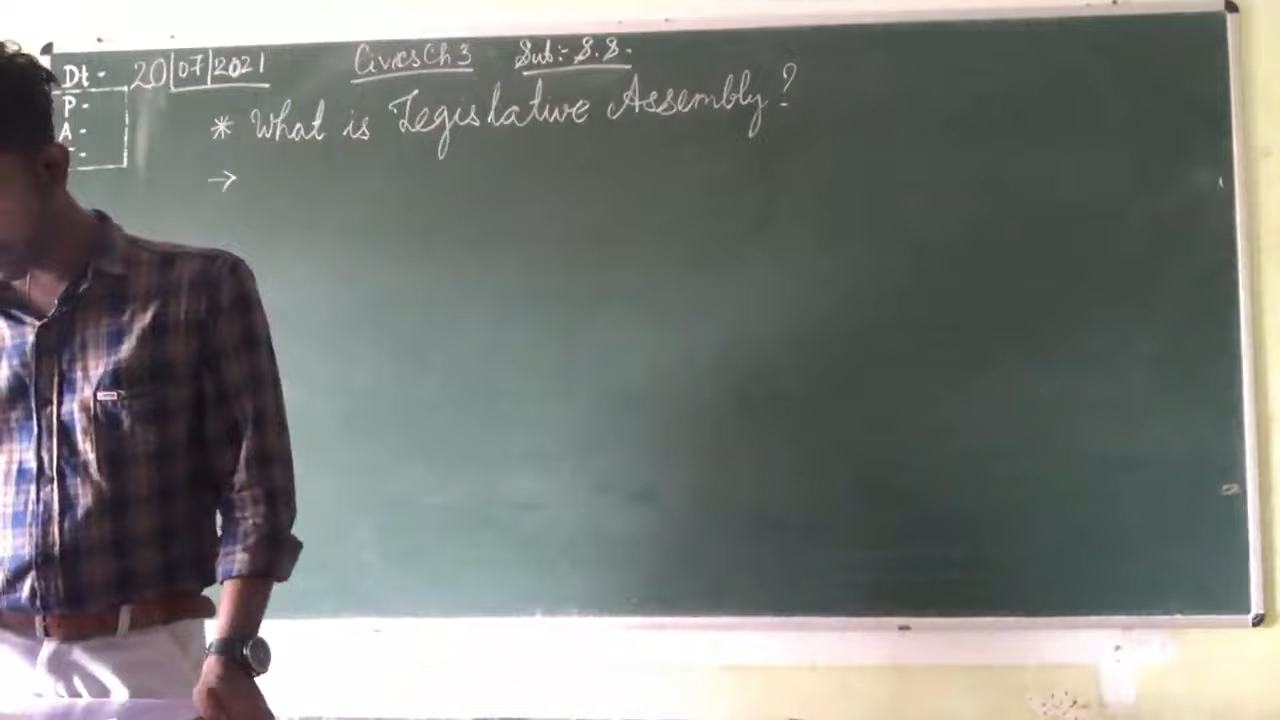 Dt - 20/07/2021 Civics Ch 3 Sub:- S.S.
P -
A -
T -
* What is Legislative Assembly?
→